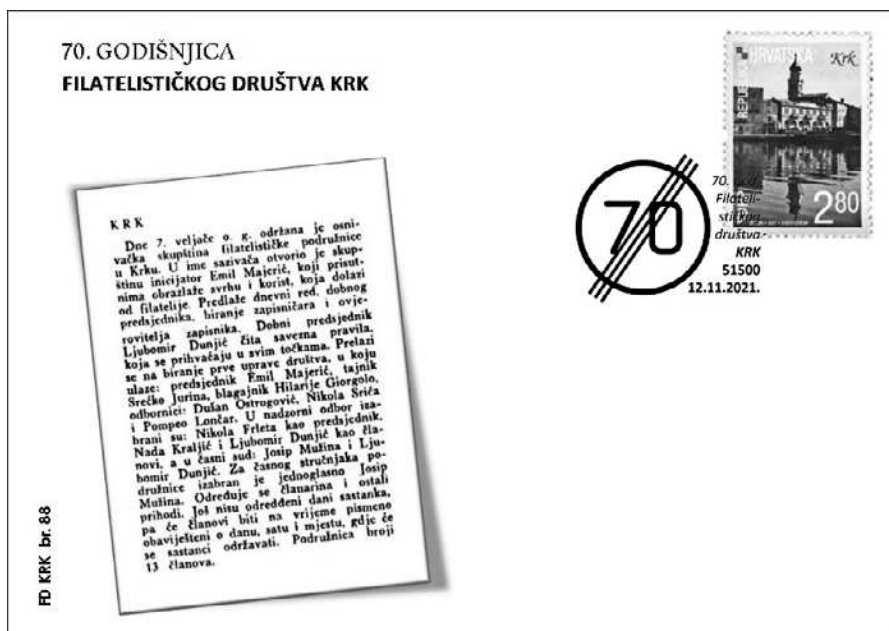 70. GODIŠNJICA
FILATELISTIČKOG DRUŠTVA KRK
REPUBLIKA HRVATSKA
Krk
2.80
70
70. god.
Filateli-
stičkog
društva -
KRK
51500
12.11.2021.
KRK
Dne 7. veljače o. g. održana je osni-
vačka skupština filatelističke podružnice
u Krku. U ime sazivača otvorio je skup-
štinu inicijator Emil Majerić, koji prisut-
nima obrazlaže svrhu i korist, koja dolazi
od filatelije. Predlaže dnevni red, dobnog
predsjednika, biranje zapisničara i ovje-
rovitelja zapisnika. Dobni predsjednik
Ljubomir Dunjić čita savezna pravila,
koja se prihvaćaju u svim točkama. Prelazi
se na biranje prve uprave društva, u koju
ulaze: predsjednik Emil Majerić, tajnik
Srećko Jurina, blagajnik Hilarije Giorgolo,
odbornici: Dušan Ostrogović, Nikola Srića
i Pompeo Lončar. U nadzorni odbor iza-
brani su: Nikola Frleta kao predsjednik,
Nada Kraljić i Ljubomir Dunjić kao čla-
novi, a u časni sud: Josip Mužina i Lju-
bomir Dunjić. Za časnog stručnjaka po-
družnice izabran je jednoglasno Josip
Mužina. Određuje se članarina i ostali
prihodi. Još nisu određeni dani sastanka,
pa će članovi biti na vrijeme pismeno
obaviješteni o danu, satu i mjestu, gdje će
se sastanci održavati. Podružnica broji
13 članova.
FD KRK br. 88